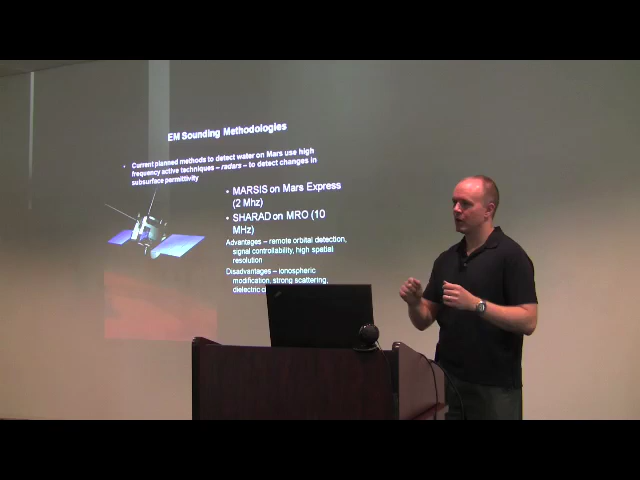 EM Sounding Methodologies
• Current planned methods to detect water on Mars use high
frequency active techniques – radars – to detect changes in
subsurface permittivity
• MARSIS on Mars Express
(2 Mhz)
• SHARAD on MRO (10
MHz)
Advantages – remote orbital detection,
signal controllability, high spatial
resolution
Disadvantages – ionospheric
modification, strong scattering,
dielectric